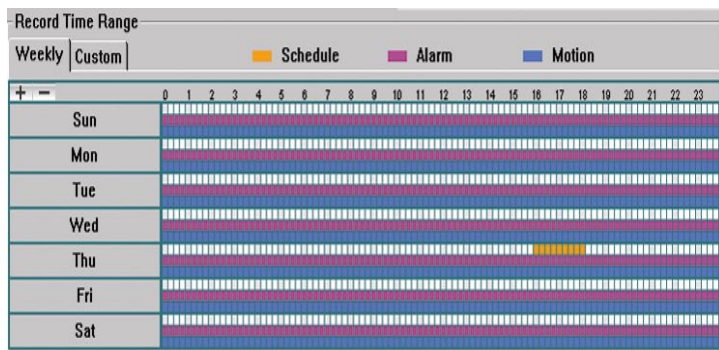 Record Time Range
Weekly Custom Schedule Alarm Motion
+ - 0 1 2 3 4 5 6 7 8 9 10 11 12 13 14 15 16 17 18 19 20 21 22 23
Sun
Mon
Tue
Wed
Thu
Fri
Sat